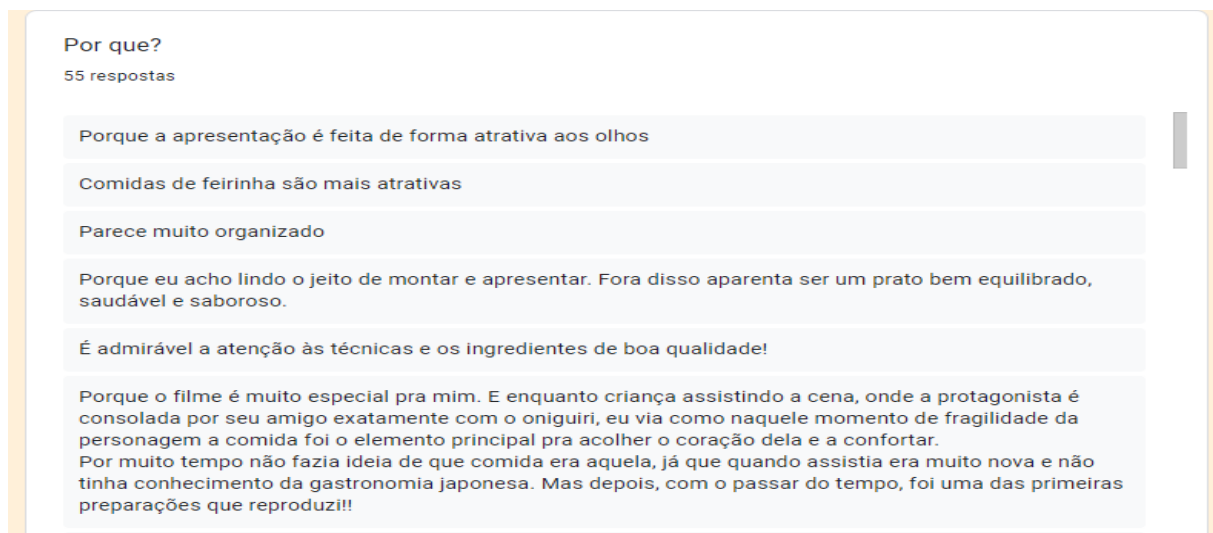 Por que?
55 respostas
Porque a apresentação é feita de forma atrativa aos olhos
Comidas de feirinha são mais atrativas
Parece muito organizado
Porque eu acho lindo o jeito de montar e apresentar. Fora disso aparenta ser um prato bem equilibrado,
saudável e saboroso.
É admirável a atenção às técnicas e os ingredientes de boa qualidade!
Porque o filme é muito especial pra mim. E enquanto criança assistindo a cena, onde a protagonista é
consolada por seu amigo exatamente com o oniguiri, eu via como naquele momento de fragilidade da
personagem a comida foi o elemento principal pra acolher o coração dela e a confortar.
Por muito tempo não fazia ideia de que comida era aquela, já que quando assistia era muito nova e não
tinha conhecimento da gastronomia japonesa. Mas depois, com o passar do tempo, foi uma das primeiras
preparações que reproduzi!!